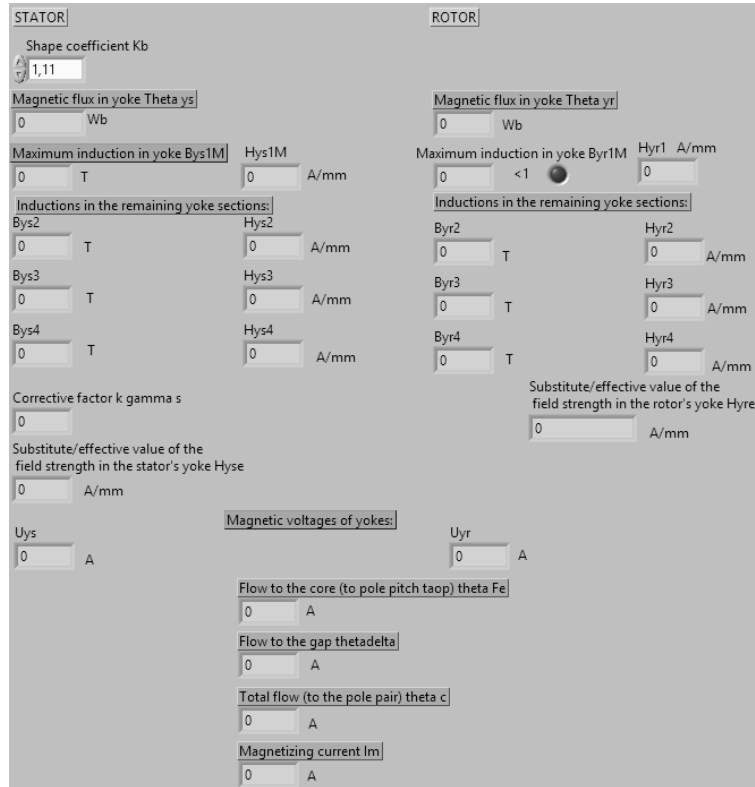 STATOR
ROTOR
Shape coefficient Kb
1,11
Magnetic flux in yoke Theta ys
0 Wb
Magnetic flux in yoke Theta yr
0 Wb
Maximum induction in yoke Bys1M
0 T
Hys1M
0 A/mm
Maximum induction in yoke Byr1M
0 <1
Hyr1 A/mm
0
Inductions in the remaining yoke sections:
Bys2
0 T
Hys2
0 A/mm
Bys3
0 T
Hys3
0 A/mm
Bys4
0 T
Hys4
0 A/mm
Inductions in the remaining yoke sections:
Byr2
0 T
Hyr2
0 A/mm
Byr3
0 T
Hyr3
0 A/mm
Byr4
0 T
Hyr4
0 A/mm
Corrective factor k gamma s
0
Substitute/effective value of the
field strength in the rotor's yoke Hyre
0 A/mm
Substitute/effective value of the
field strength in the stator's yoke Hyse
0 A/mm
Magnetic voltages of yokes:
Uys
0 A
Uyr
0 A
Flow to the core (to pole pitch taop) theta Fe
0 A
Flow to the gap thetadelta
0 A
Total flow (to the pole pair) theta c
0 A
Magnetizing current Im
0 A